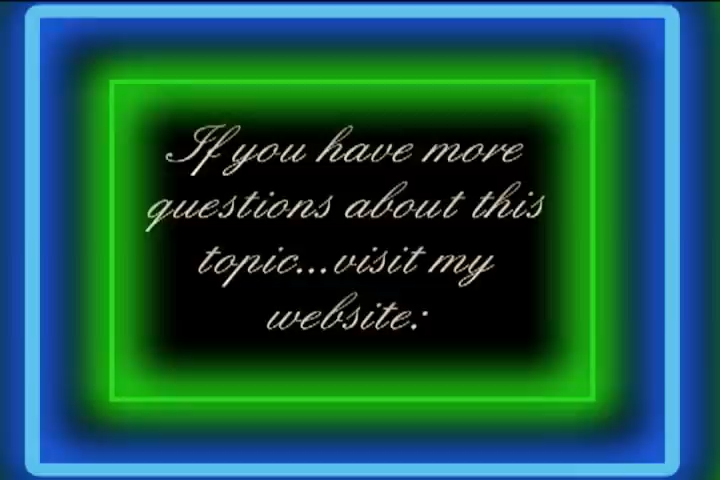 If you have more
questions about this
topic...visit my
website: